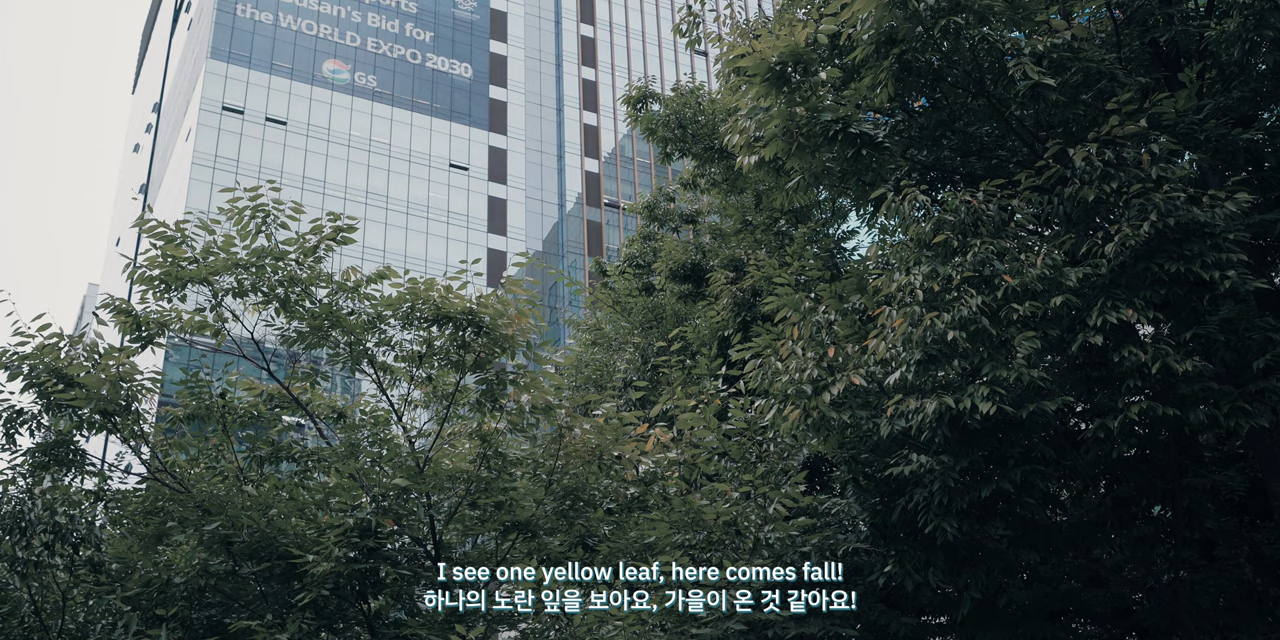 the WORLD EXPO 2030
GS
I see one yellow leaf, here comes fall!
하나의 노란 잎을 보아요, 가을이 온 것 같아요!